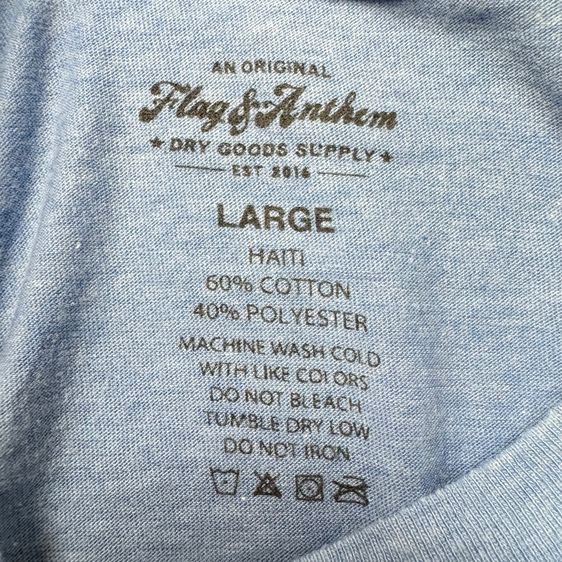 AN ORIGINAL
Flag & Anthem
★ DRY GOODS SUPPLY ★
EST 2016
LARGE
HAITI
60% COTTON
40% POLYESTER
MACHINE WASH COLD
WITH LIKE COLORS
DO NOT BLEACH
TUMBLE DRY LOW
DO NOT IRON